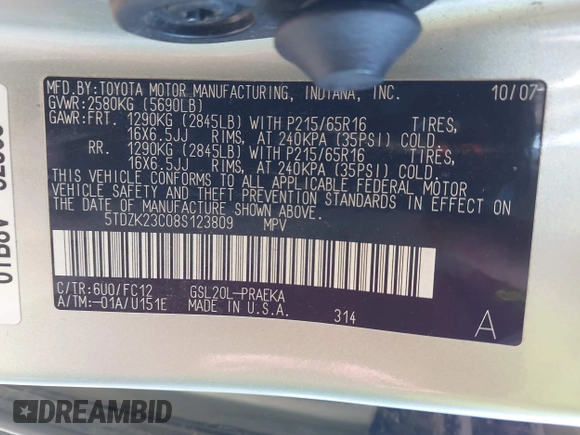 MFD.BY:TOYOTA MOTOR MANUFACTURING, INDIANA, INC. 10/07
GVWR:2580KG (5690LB)
GAWR:FRT. 1290KG (2845LB) WITH P215/65R16 TIRES,
16X6.5JJ RIMS, AT 240KPA (35PSI) COLD.
RR. 1290KG (2845LB) WITH P215/65R16 TIRES,
16X6.5JJ RIMS, AT 240KPA (35PSI) COLD.
THIS VEHICLE CONFORMS TO ALL APPLICABLE FEDERAL MOTOR
VEHICLE SAFETY AND THEFT PREVENTION STANDARDS IN EFFECT ON
THE DATE OF MANUFACTURE SHOWN ABOVE.
5TDZK23C08S123809 MPV
C/TR:6U0/FC12 GSL20L-PRAEKA
A/TM:-01A/U151E MADE IN U.S.A. 314 A
DREAMBID